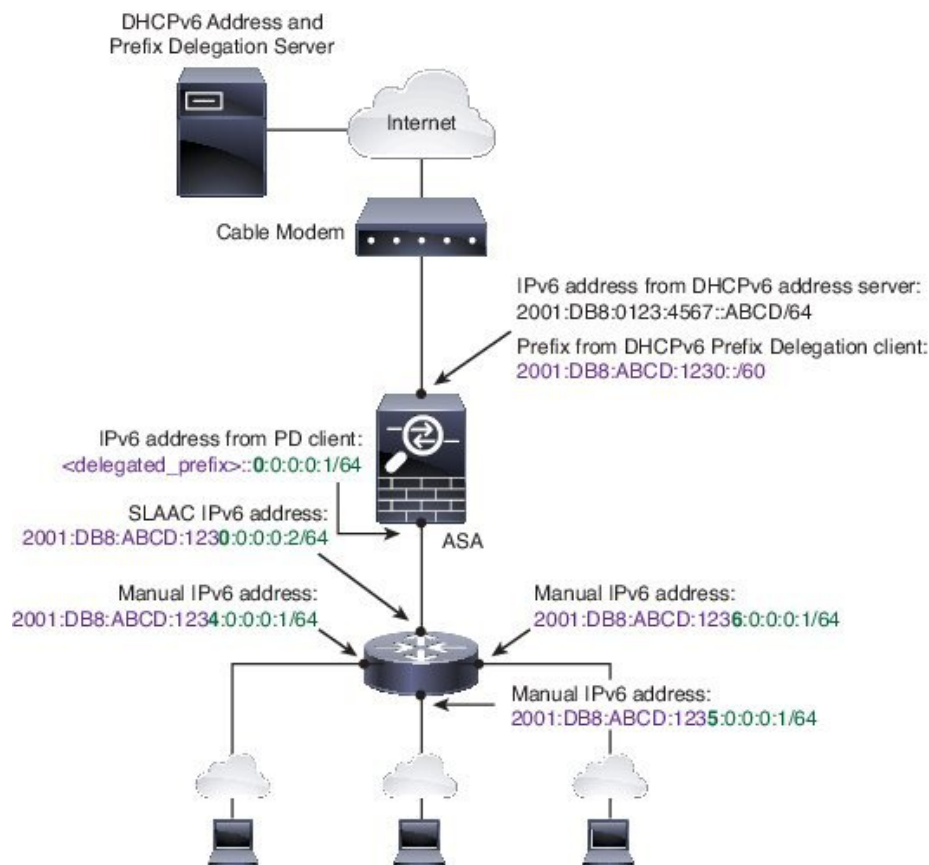 DHCPv6 Address and
Prefix Delegation Server
Internet
Cable Modem
IPv6 address from DHCPv6 address server:
2001:DB8:0123:4567::ABCD/64
Prefix from DHCPv6 Prefix Delegation client:
2001:DB8:ABCD:1230::/60
IPv6 address from PD client:
<delegated_prefix>::0:0:0:0:1/64
SLAAC IPv6 address:
2001:DB8:ABCD:1230:0:0:0:2/64
ASA
Manual IPv6 address:
2001:DB8:ABCD:1234:0:0:0:1/64
Manual IPv6 address:
2001:DB8:ABCD:1236:0:0:0:1/64
Manual IPv6 address:
2001:DB8:ABCD:1235:0:0:0:1/64